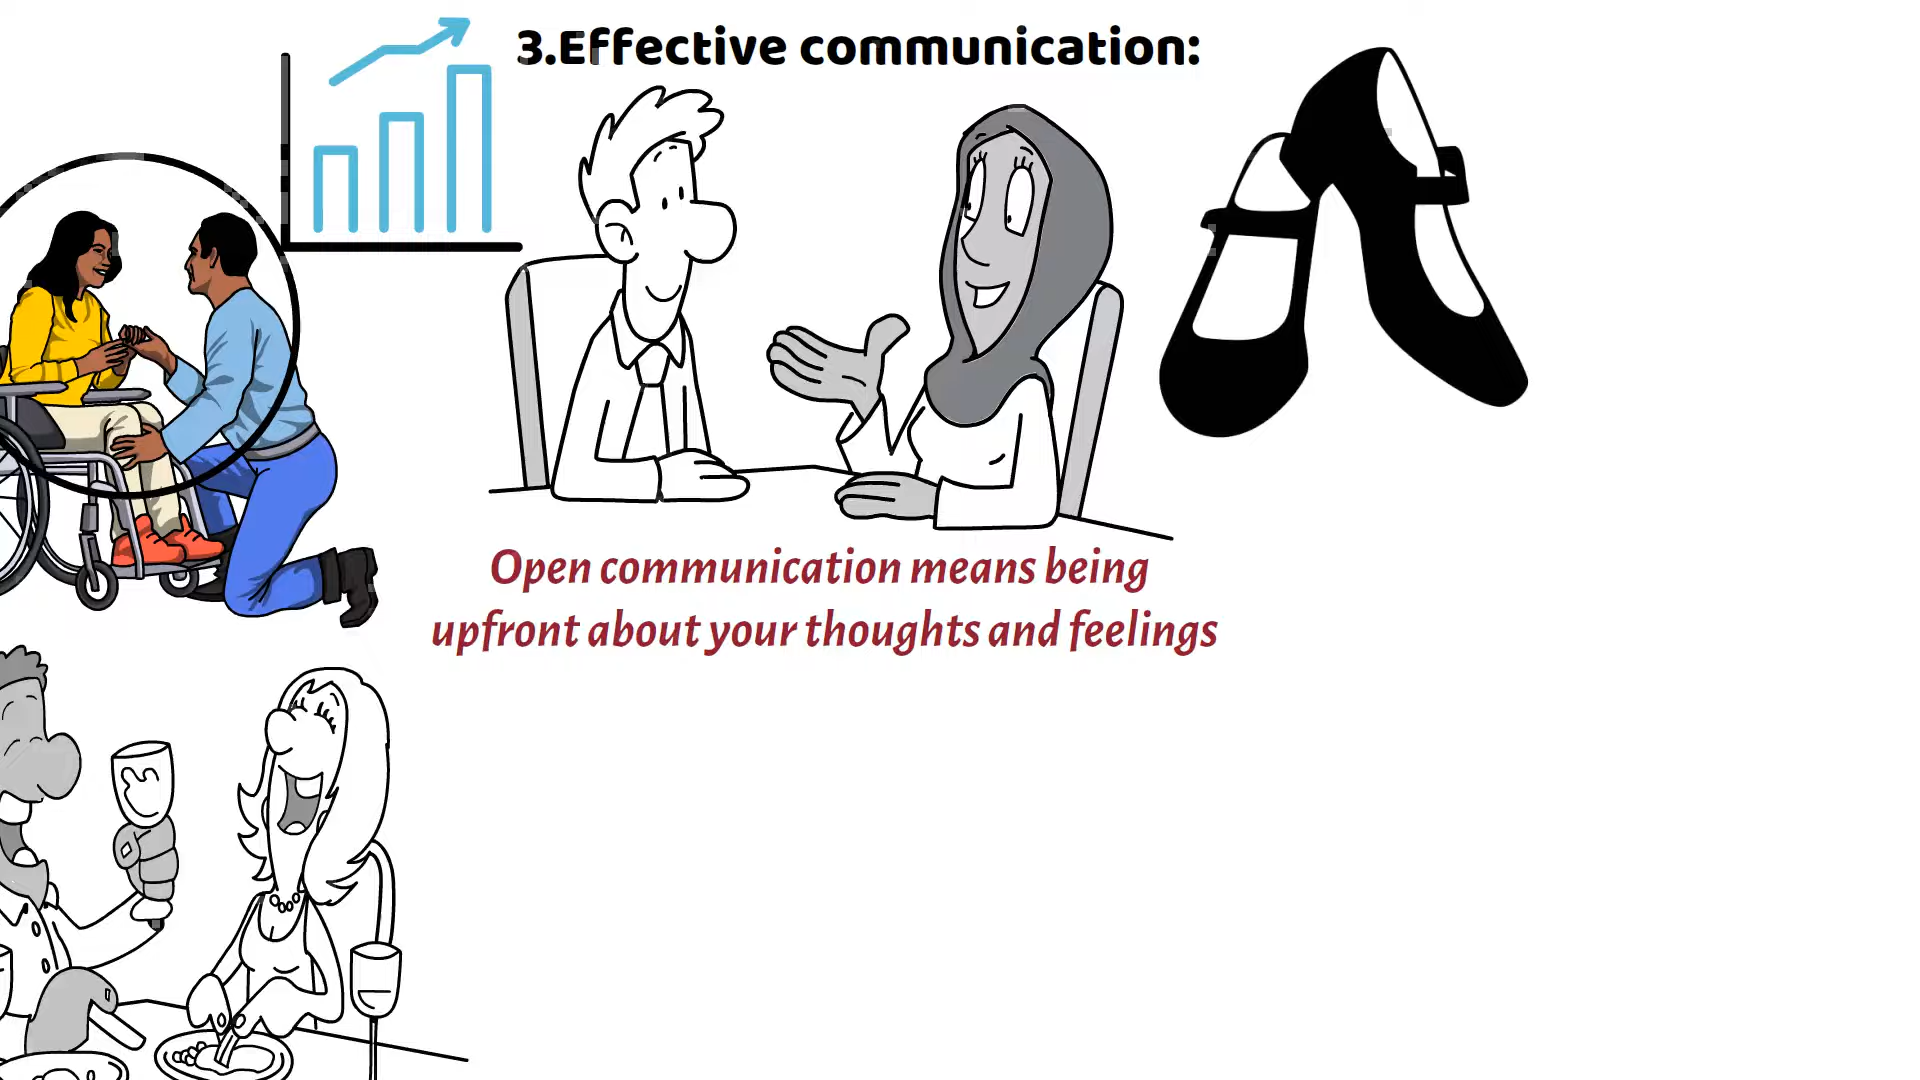 3.Effective communication:
Open communication means being
upfront about your thoughts and feelings